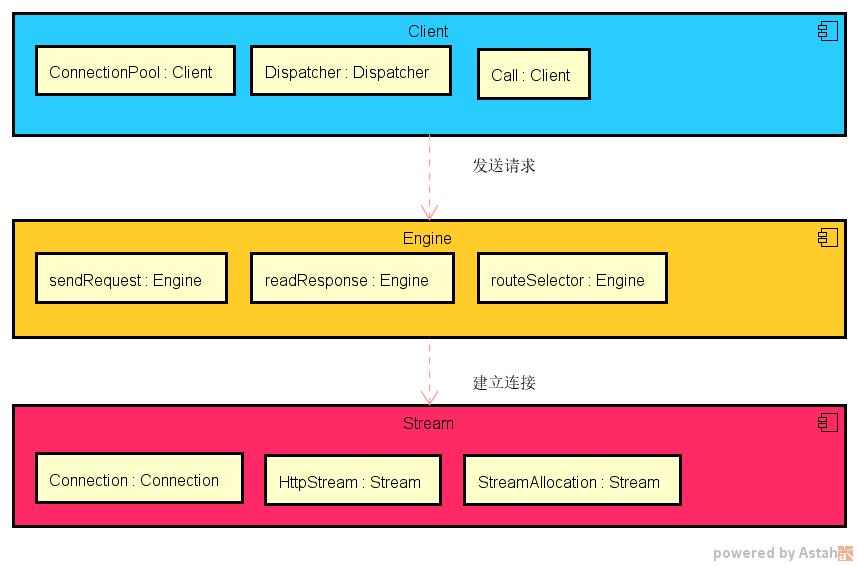 Client
ConnectionPool : Client
Dispatcher : Dispatcher
Call : Client
发送请求
Engine
sendRequest : Engine
readResponse : Engine
routeSelector : Engine
建立连接
Stream
Connection : Connection
HttpStream : Stream
StreamAllocation : Stream
powered by Astah